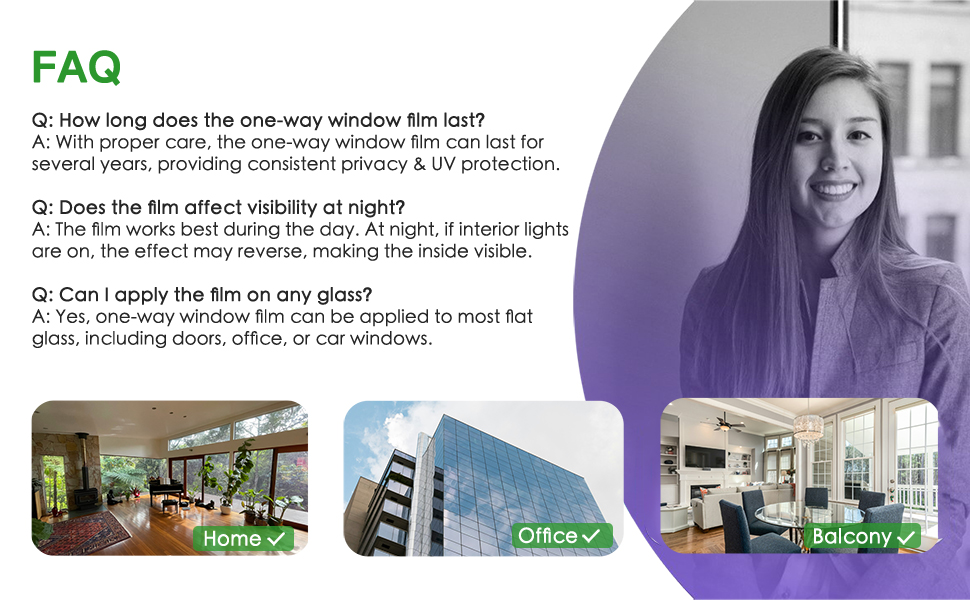 FAQ
Q: How long does the one-way window film last?
A: With proper care, the one-way window film can last for
several years, providing consistent privacy & UV protection.
Q: Does the film affect visibility at night?
A: The film works best during the day. At night, if interior lights
are on, the effect may reverse, making the inside visible.
Q: Can I apply the film on any glass?
A: Yes, one-way window film can be applied to most flat
glass, including doors, office, or car windows.
Home
Office
Balcony